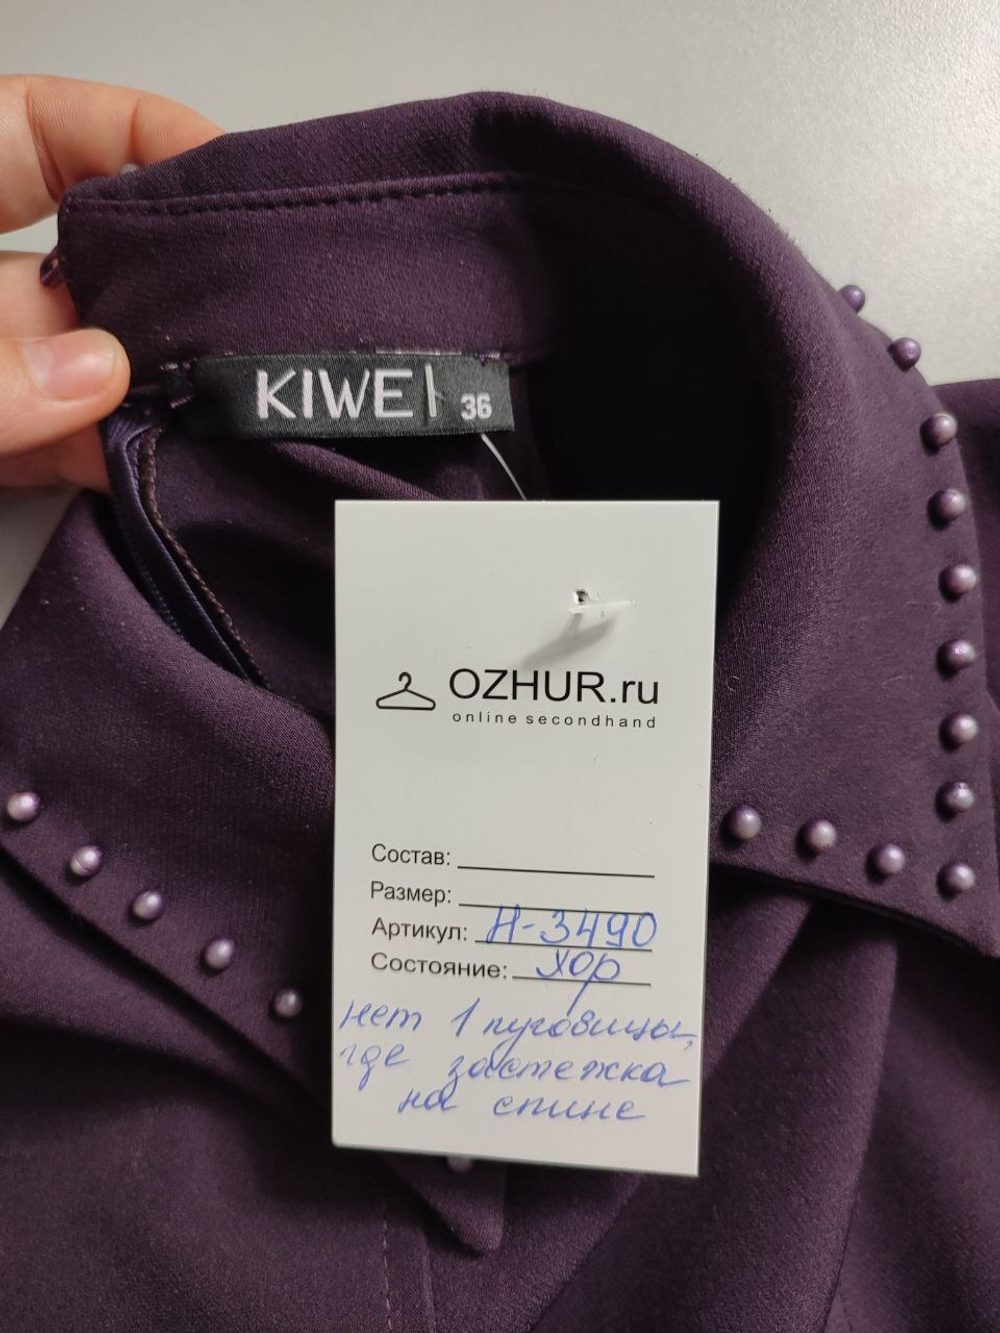 KIWEI 36
OZHUR.ru
online secondhand
Состав:
Размер:
Артикул: Н-3490
Состояние: хор
нет 1 пуговицы,
где застежка
на спине